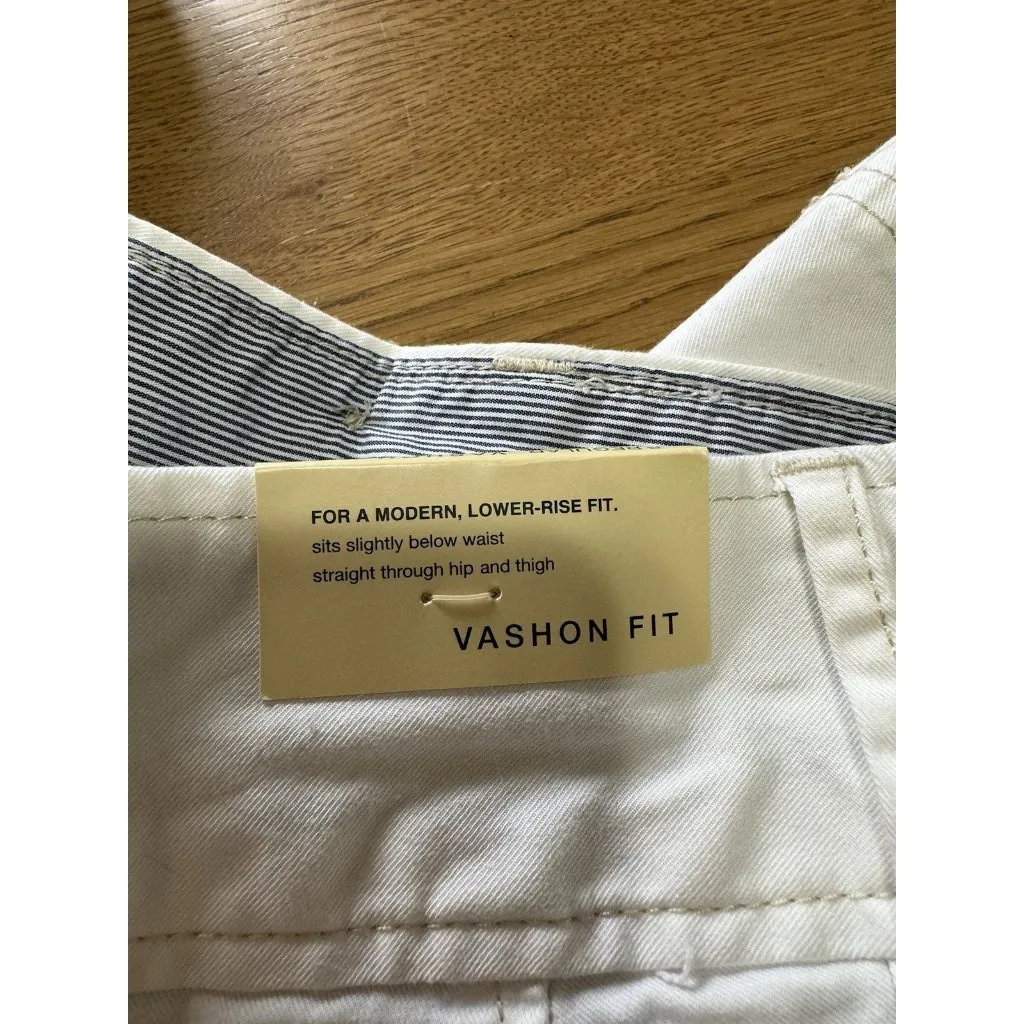 FOR A MODERN, LOWER-RISE FIT.
sits slightly below waist
straight through hip and thigh
VASHON FIT